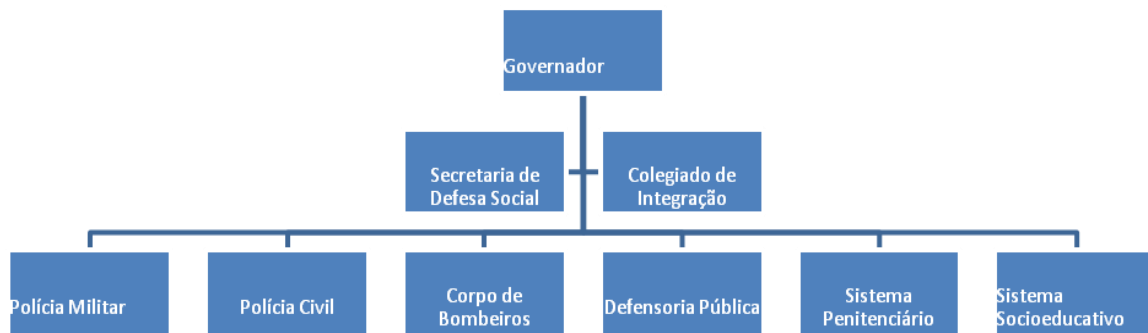 Governador
Secretaria de
Defesa Social
Colegiado de
Integração
Polícia Militar
Polícia Civil
Corpo de
Bombeiros
Defensoria Pública
Sistema
Penitenciário
Sistema
Socioeducativo